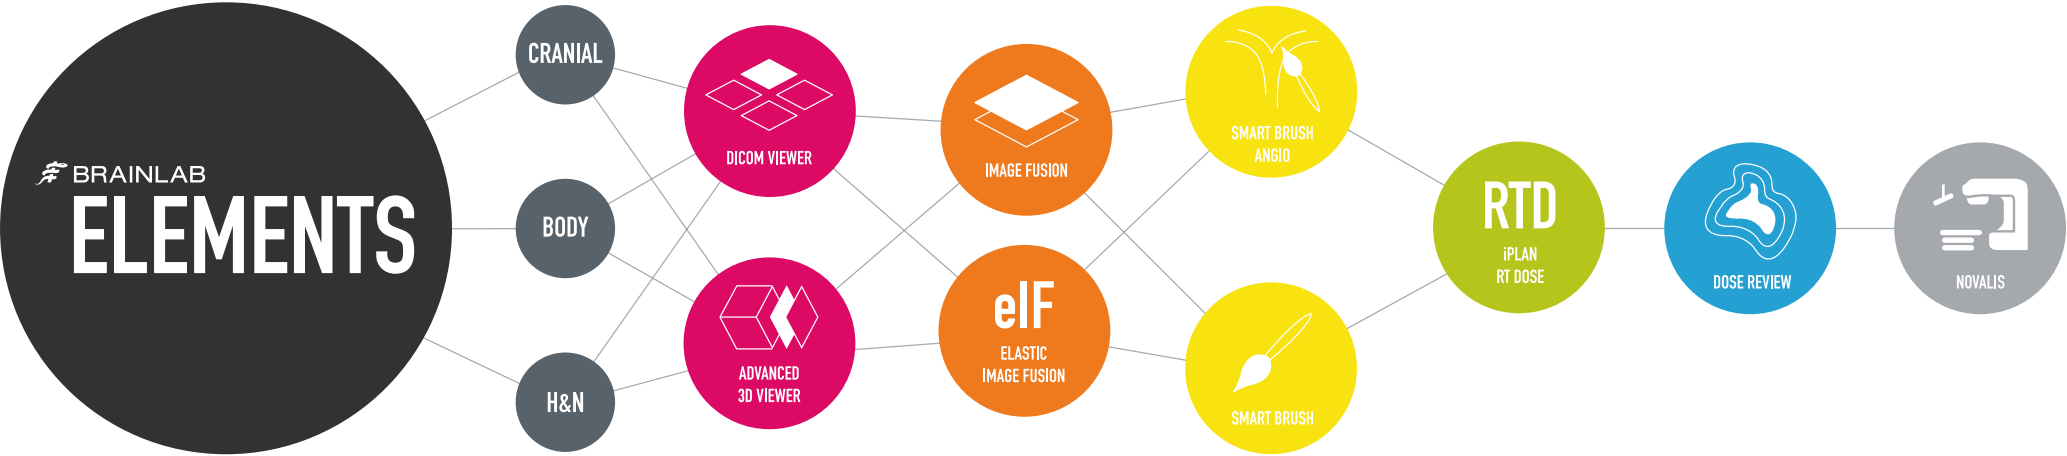 BRAINLAB
ELEMENTS
CRANIAL
BODY
H&N
DICOM VIEWER
ADVANCED
3D VIEWER
IMAGE FUSION
eIF
ELASTIC
IMAGE FUSION
SMART BRUSH
ANGIO
SMART BRUSH
RTD
iPLAN
RT DOSE
DOSE REVIEW
NOVALIS